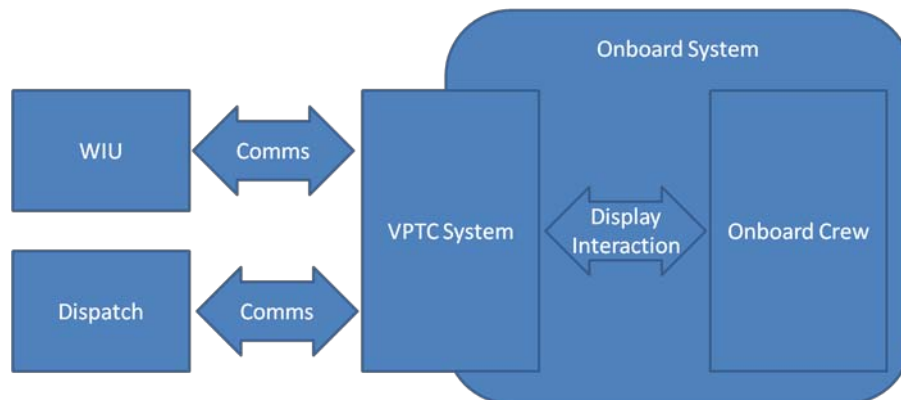 Onboard System
WIU
Comms
VPTC System
Display
Interaction
Onboard Crew
Dispatch
Comms